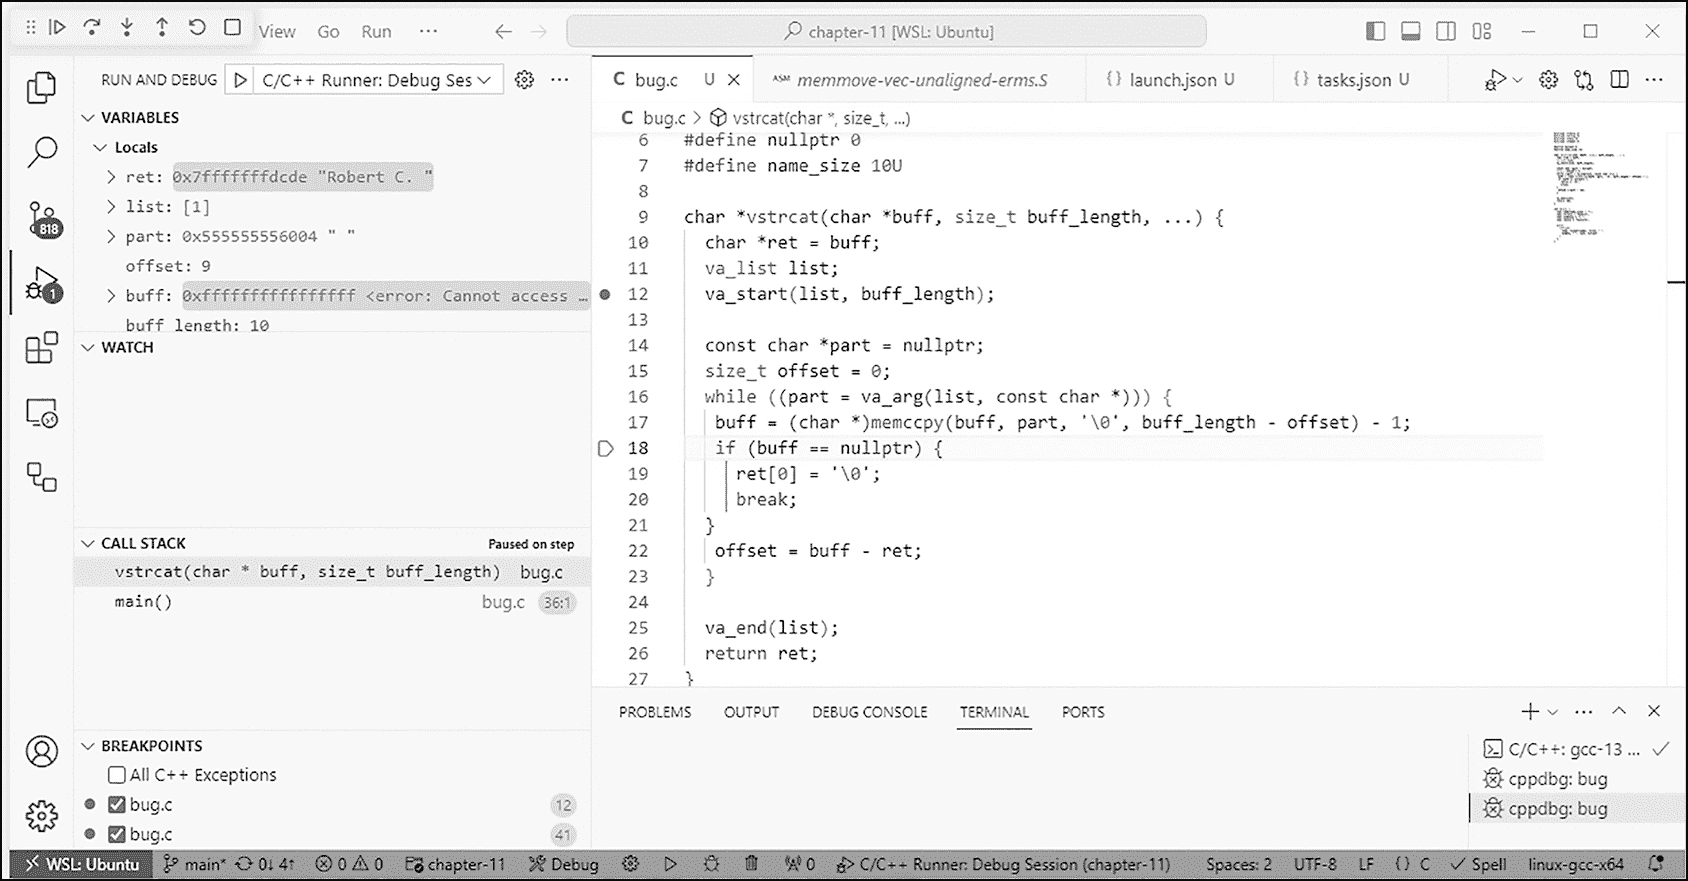 View Go Run ···
chapter-11 [WSL: Ubuntu]
RUN AND DEBUG C/C++ Runner: Debug Ses ···
VARIABLES
Locals
ret: 0x7fffffffdcde "Robert C. "
list: [1]
part: 0x555555556004 " "
offset: 9
buff: 0xffffffffffffffff <error: Cannot access …
buff_length: 10
WATCH
CALL STACK Paused on step
vstrcat(char * buff, size_t buff_length) bug.c
main() bug.c 36:1
BREAKPOINTS
All C++ Exceptions
bug.c 12
bug.c 41
818
1
C bug.c U ASM memmove-vec-unaligned-erms.S {} launch.json U {} tasks.json U ···
C bug.c > vstrcat(char *, size_t, ...)
6 #define nullptr 0
7 #define name_size 10U
8
9 char *vstrcat(char *buff, size_t buff_length, ...) {
10 char *ret = buff;
11 va_list list;
12 va_start(list, buff_length);
13
14 const char *part = nullptr;
15 size_t offset = 0;
16 while ((part = va_arg(list, const char *))) {
17 buff = (char *)memccpy(buff, part, '\0', buff_length - offset) - 1;
18 if (buff == nullptr) {
19 ret[0] = '\0';
20 break;
21 }
22 offset = buff - ret;
23 }
24
25 va_end(list);
26 return ret;
27 }
PROBLEMS OUTPUT DEBUG CONSOLE TERMINAL PORTS
C/C++: gcc-13 ...
cppdbg: bug
cppdbg: bug
WSL: Ubuntu main* 0↓ 4↑ 0 0 chapter-11 Debug 0 C/C++ Runner: Debug Session (chapter-11) Spaces: 2 UTF-8 LF {} C Spell linux-gcc-x64